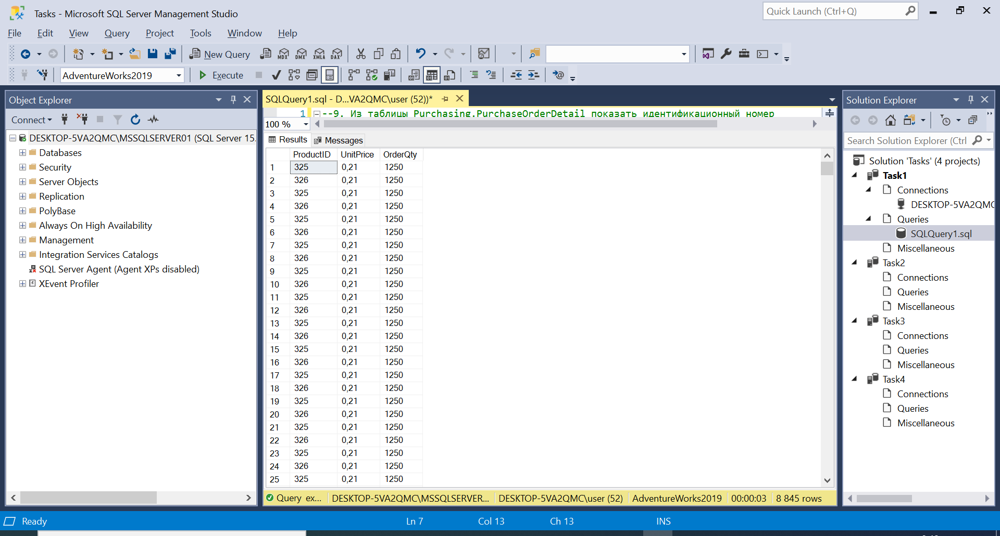 Tasks - Microsoft SQL Server Management Studio
Quick Launch (Ctrl+Q)
File Edit View Query Project Tools Window Help
New Query MDX DMX XMLA DAX
AdventureWorks2019 Execute
Object Explorer
Connect
DESKTOP-5VA2QMC\MSSQLSERVER01 (SQL Server 15.
Databases
Security
Server Objects
Replication
PolyBase
Always On High Availability
Management
Integration Services Catalogs
SQL Server Agent (Agent XPs disabled)
XEvent Profiler
SQLQuery1.sql - D...VA2QMC\user (52))*
1 --9. Из таблицы Purchasing.PurchaseOrderDetail показать идентификационный номер
100 %
Results Messages
ProductID UnitPrice OrderQty
1 325 0,21 1250
2 326 0,21 1250
3 325 0,21 1250
4 326 0,21 1250
5 325 0,21 1250
6 326 0,21 1250
7 325 0,21 1250
8 326 0,21 1250
9 325 0,21 1250
10 326 0,21 1250
11 325 0,21 1250
12 326 0,21 1250
13 325 0,21 1250
14 326 0,21 1250
15 325 0,21 1250
16 326 0,21 1250
17 325 0,21 1250
18 326 0,21 1250
19 325 0,21 1250
20 326 0,21 1250
21 325 0,21 1250
22 326 0,21 1250
23 325 0,21 1250
24 326 0,21 1250
25 325 0,21 1250
Query ex... DESKTOP-5VA2QMC\MSSQLSERVER... DESKTOP-5VA2QMC\user (52) AdventureWorks2019 00:00:03 8 845 rows
Solution Explorer
Search Solution Explorer (Ctrl
Solution 'Tasks' (4 projects)
Task1
Connections
DESKTOP-5VA2QMC
Queries
SQLQuery1.sql
Miscellaneous
Task2
Connections
Queries
Miscellaneous
Task3
Connections
Queries
Miscellaneous
Task4
Connections
Queries
Miscellaneous
Ready Ln 7 Col 13 Ch 13 INS